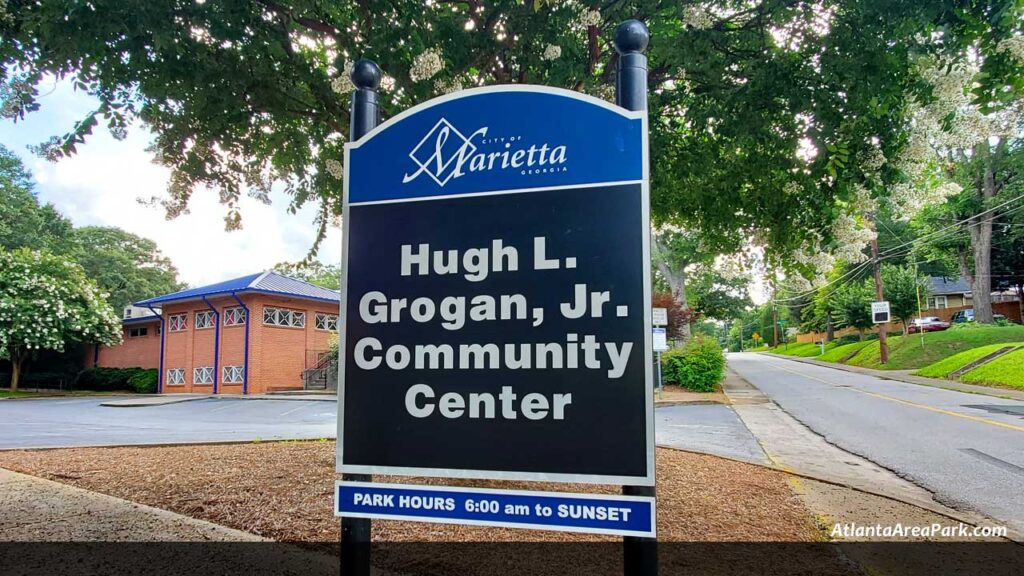 CITY OF
Marietta
GEORGIA
Hugh L.
Grogan, Jr.
Community
Center
PARK HOURS 6:00 am to SUNSET
AtlantaAreaPark.com